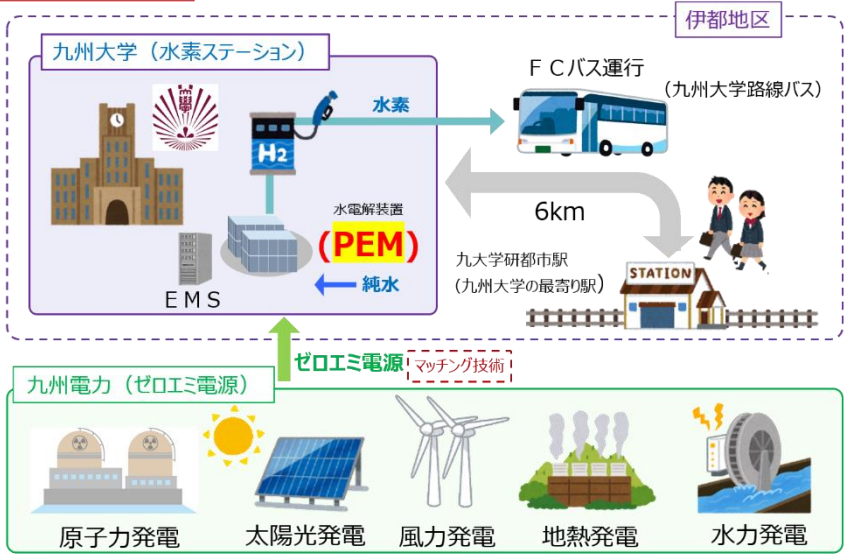 伊都地区
九州大学（水素ステーション）
ＦＣバス運行
（九州大学路線バス）
水素
H2
水電解装置
（PEM）
純水
ＥＭＳ
6km
九大学研都市駅
（九州大学の最寄り駅）
STATION
ゼロエミ電源
マッチング技術
九州電力（ゼロエミ電源）
原子力発電
太陽光発電
風力発電
地熱発電
水力発電